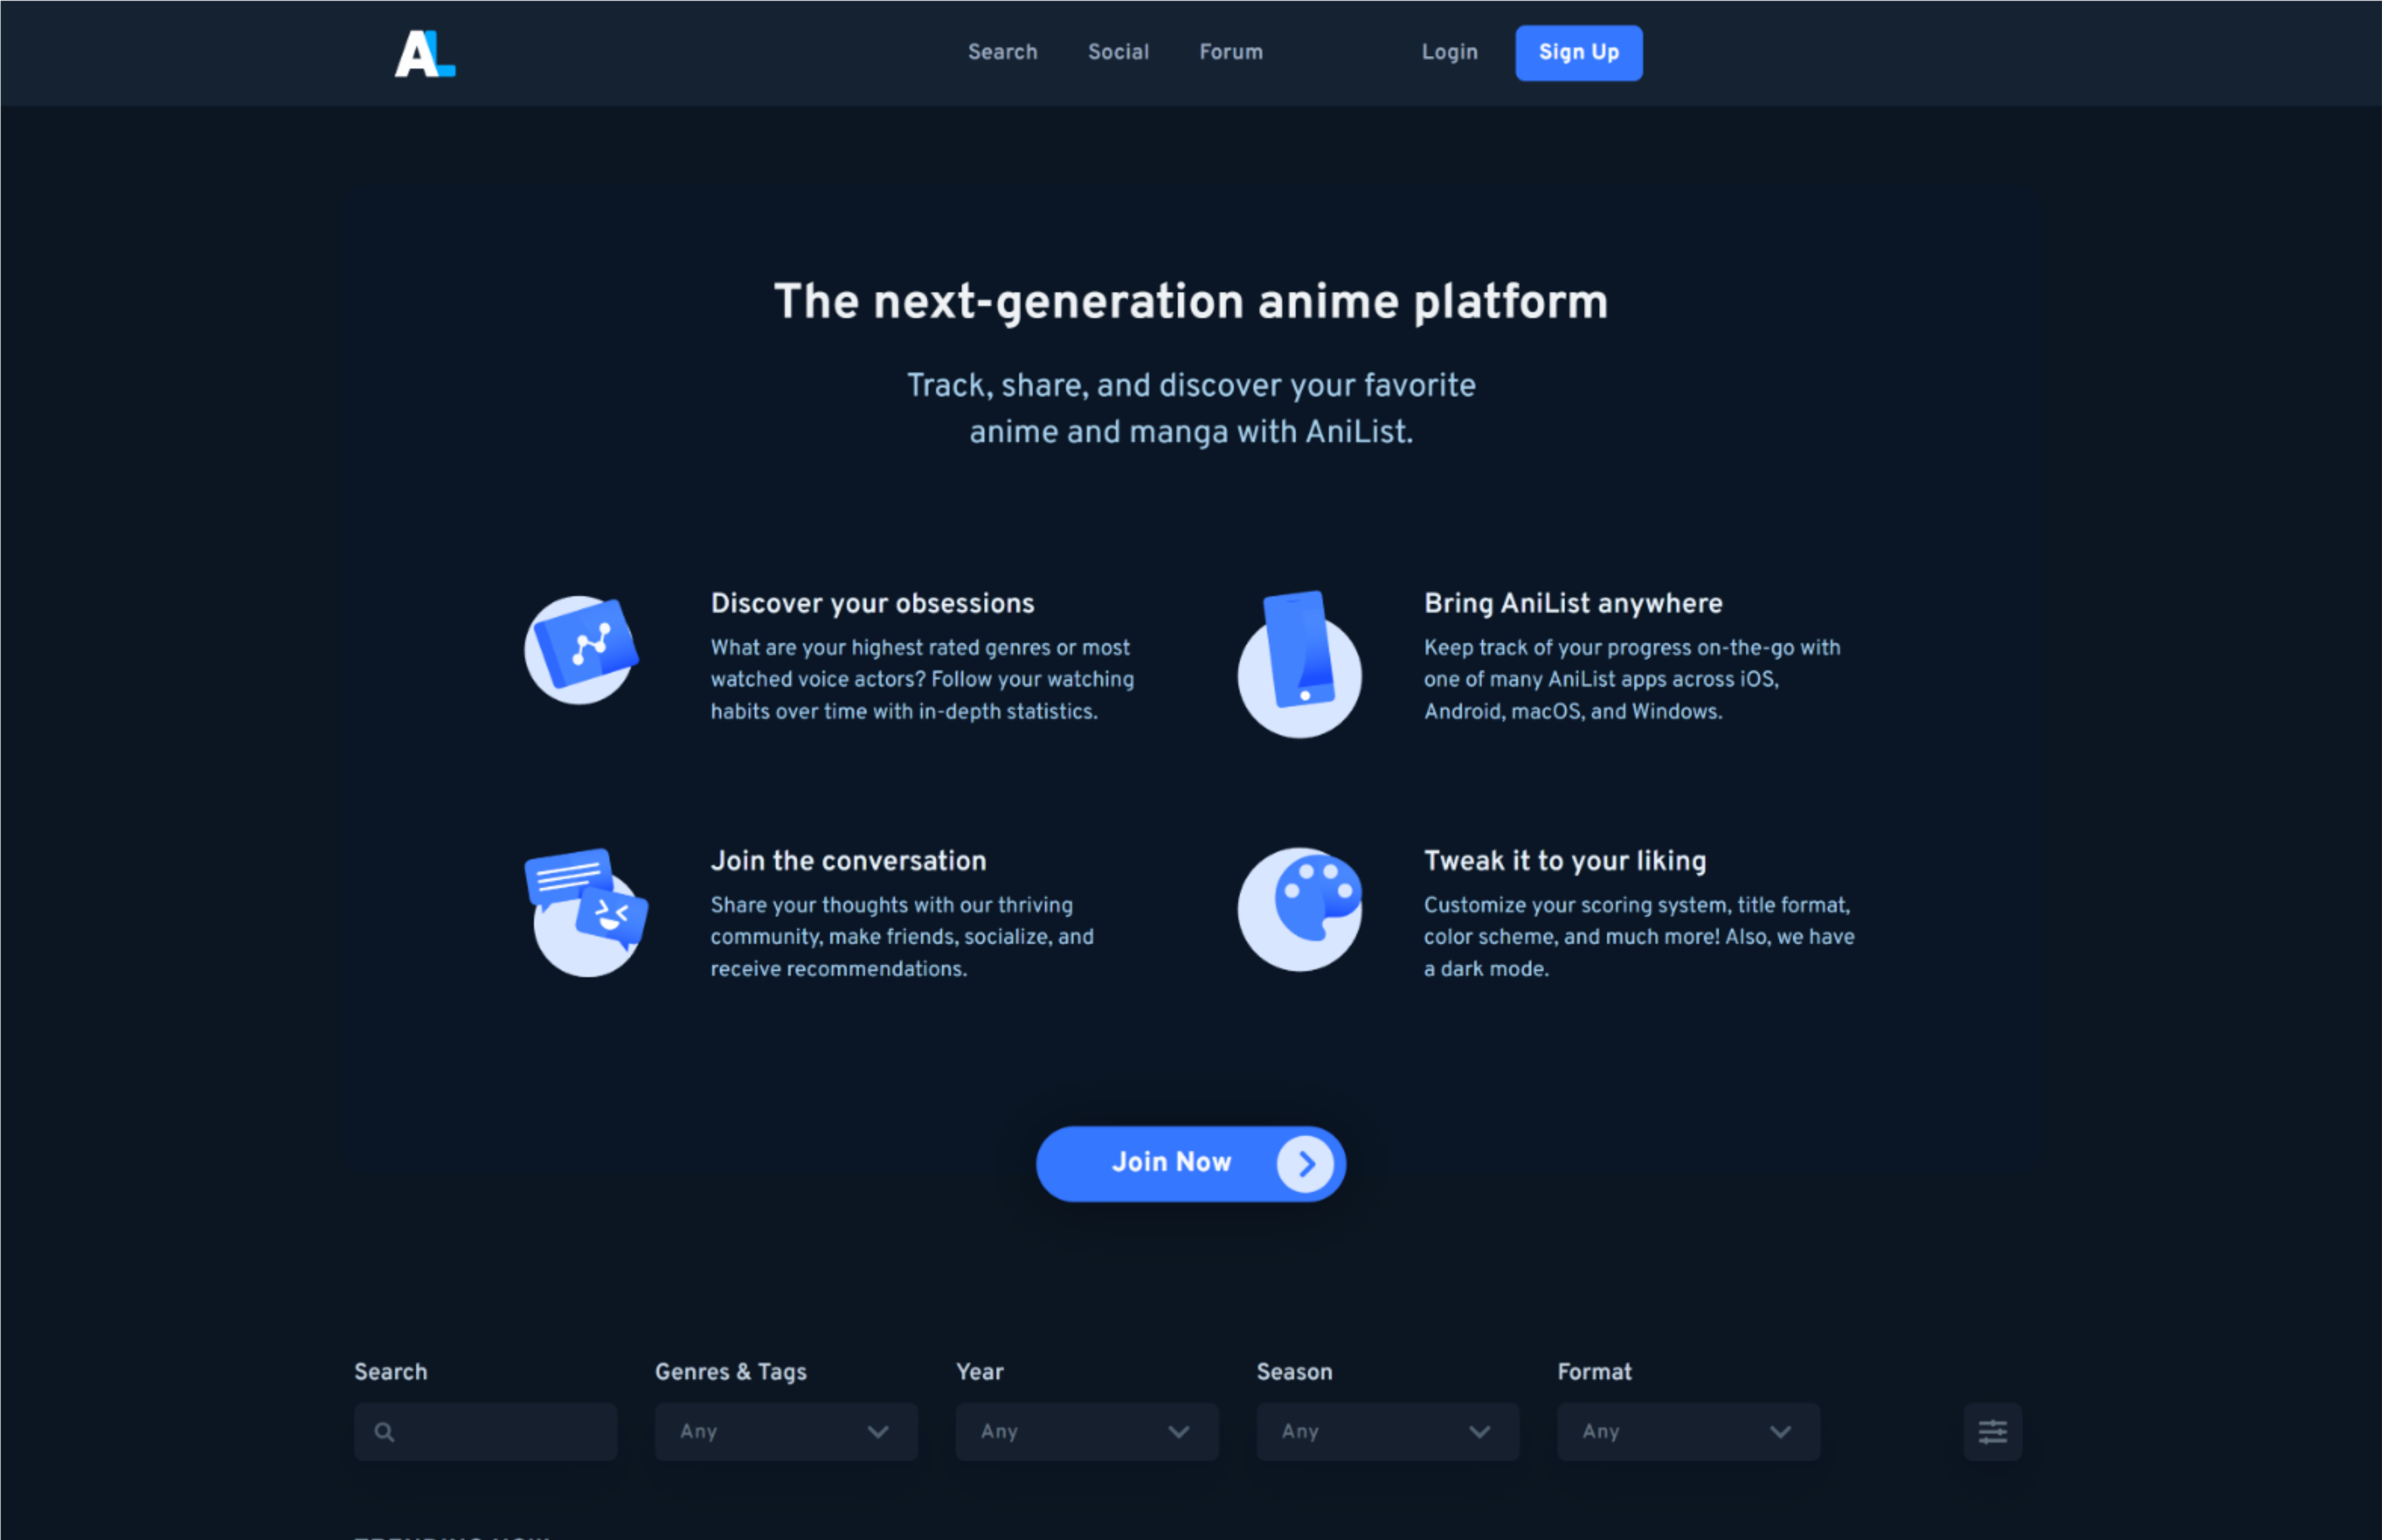 AL
Search
Social
Forum
Login
Sign Up
The next-generation anime platform
Track, share, and discover your favorite
anime and manga with AniList.
Discover your obsessions
What are your highest rated genres or most
watched voice actors? Follow your watching
habits over time with in-depth statistics.
Bring AniList anywhere
Keep track of your progress on-the-go with
one of many AniList apps across iOS,
Android, macOS, and Windows.
Join the conversation
Share your thoughts with our thriving
community, make friends, socialize, and
receive recommendations.
Tweak it to your liking
Customize your scoring system, title format,
color scheme, and much more! Also, we have
a dark mode.
Join Now
Search
Genres & Tags
Any
Year
Any
Season
Any
Format
Any